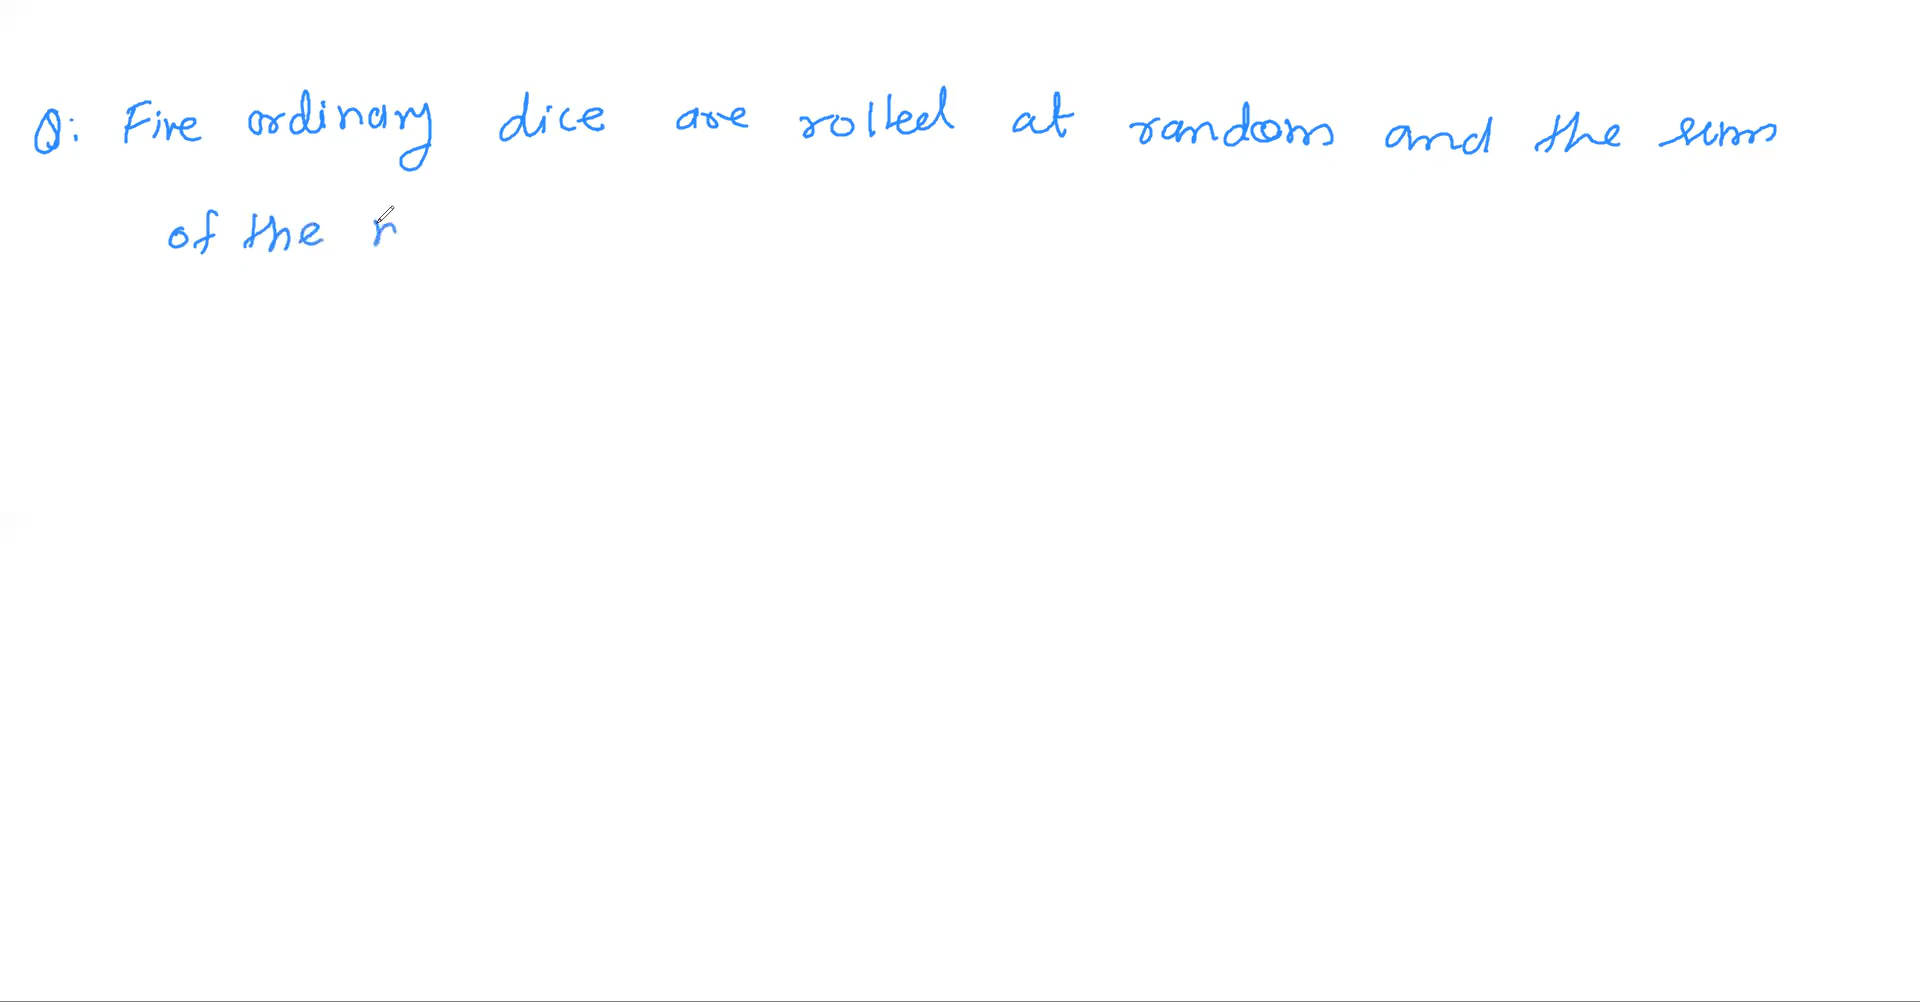 Q: Five ordinary dice are rolled at random and the sum
of the n